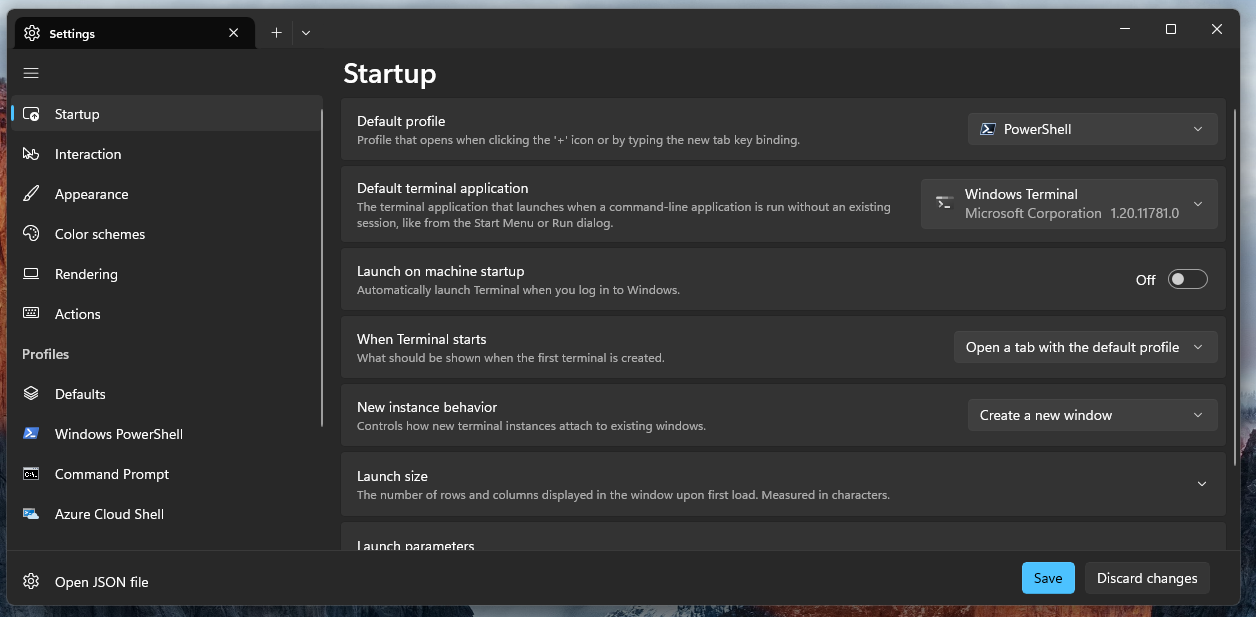 Settings
Startup
Interaction
Appearance
Color schemes
Rendering
Actions
Profiles
Defaults
Windows PowerShell
Command Prompt
Azure Cloud Shell
Open JSON file
Startup
Default profile
Profile that opens when clicking the '+' icon or by typing the new tab key binding.
PowerShell
Default terminal application
The terminal application that launches when a command-line application is run without an existing
session, like from the Start Menu or Run dialog.
Windows Terminal
Microsoft Corporation 1.20.11781.0
Launch on machine startup
Automatically launch Terminal when you log in to Windows.
Off
When Terminal starts
What should be shown when the first terminal is created.
Open a tab with the default profile
New instance behavior
Controls how new terminal instances attach to existing windows.
Create a new window
Launch size
The number of rows and columns displayed in the window upon first load. Measured in characters.
Launch parameters
Save
Discard changes